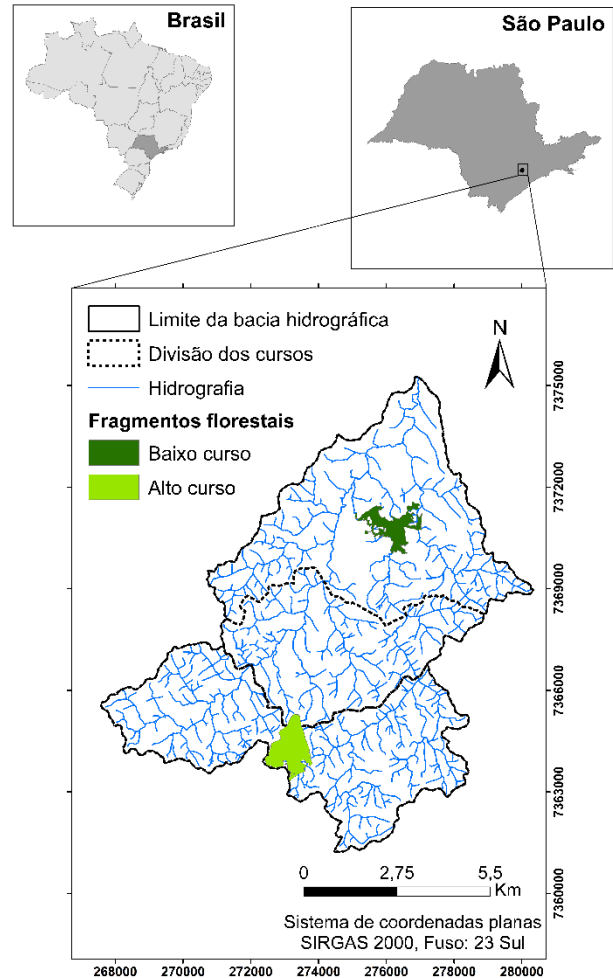 Brasil
São Paulo
Limite da bacia hidrográfica
Divisão dos cursos
Hidrografia
Fragmentos florestais
Baixo curso
Alto curso
N
7375000
7372000
7369000
7366000
7363000
7360000
0 2,75 5,5
Km
Sistema de coordenadas planas
SIRGAS 2000, Fuso: 23 Sul
268000 270000 272000 274000 276000 278000 280000